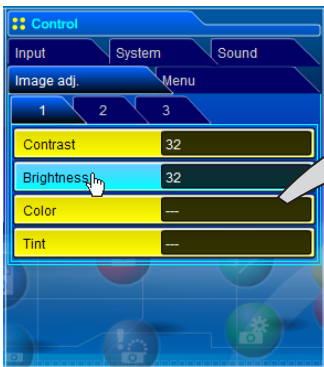 Control
Input System Sound
Image adj. Menu
1 2 3
Contrast 32
Brightness 32
Color ---
Tint ---